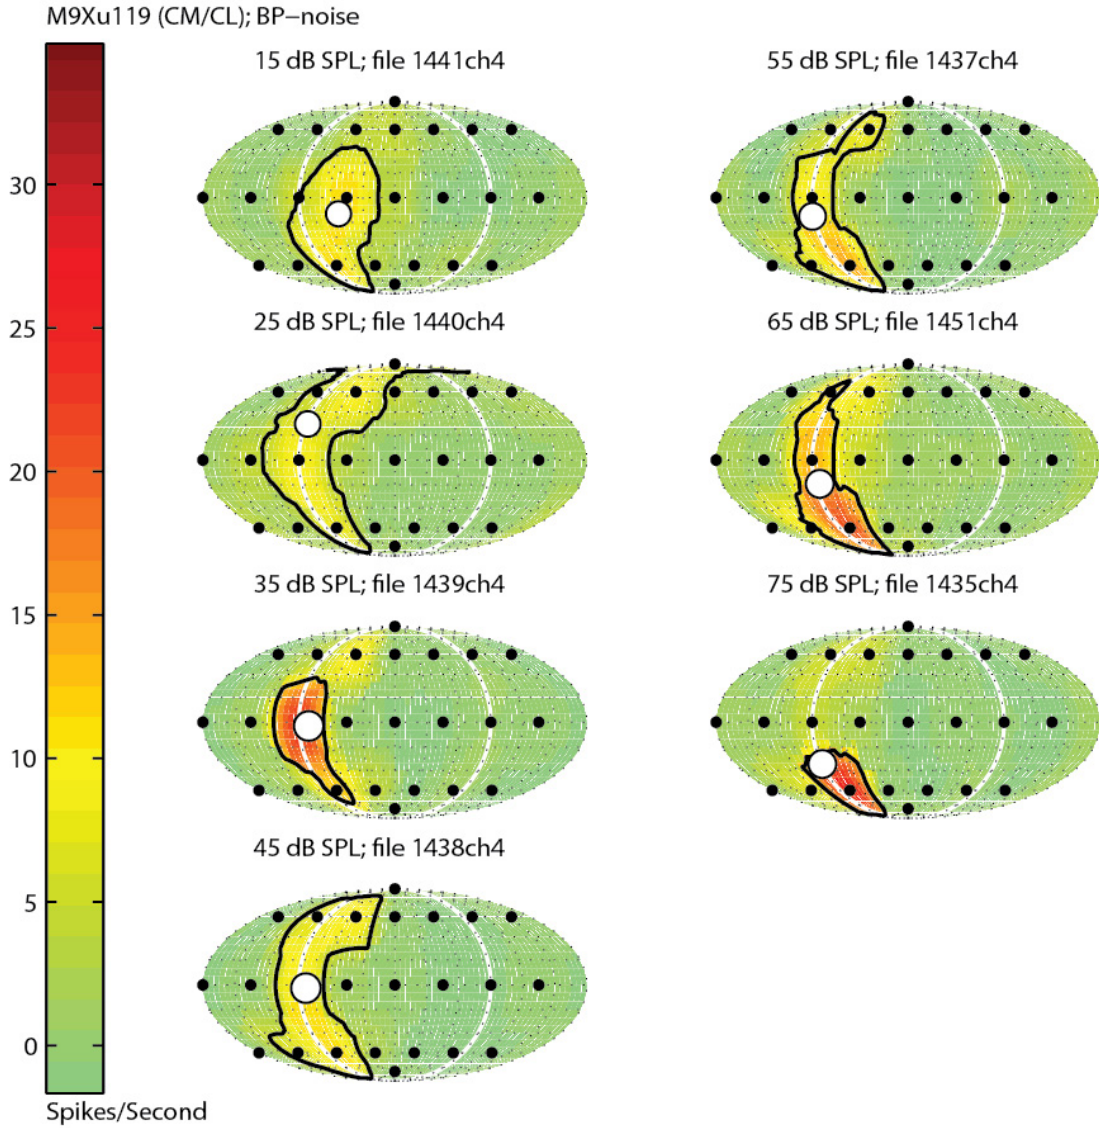 M9Xu119 (CM/CL); BP−noise
15 dB SPL; file 1441ch4
55 dB SPL; file 1437ch4
30
25 dB SPL; file 1440ch4
65 dB SPL; file 1451ch4
25
20
35 dB SPL; file 1439ch4
75 dB SPL; file 1435ch4
15
10
45 dB SPL; file 1438ch4
5
0
Spikes/Second